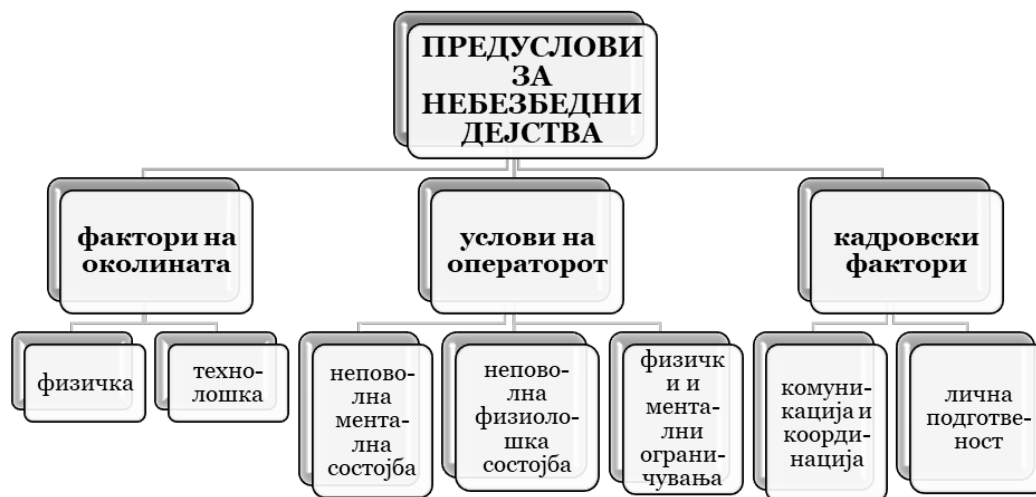 ПРЕДУСЛОВИ
ЗА
НЕБЕЗБЕДНИ
ДЕЈСТВА
фактори на
околината
услови на
операторот
кадровски
фактори
физичка
техно-
лошка
непово-
лна
мента-
лна
состојба
непово-
лна
физиоло-
шка
состојба
физичк
и и
мента-
лни
ограни-
чувања
комуни-
кација и
коорди-
нација
лична
подготве-
ност